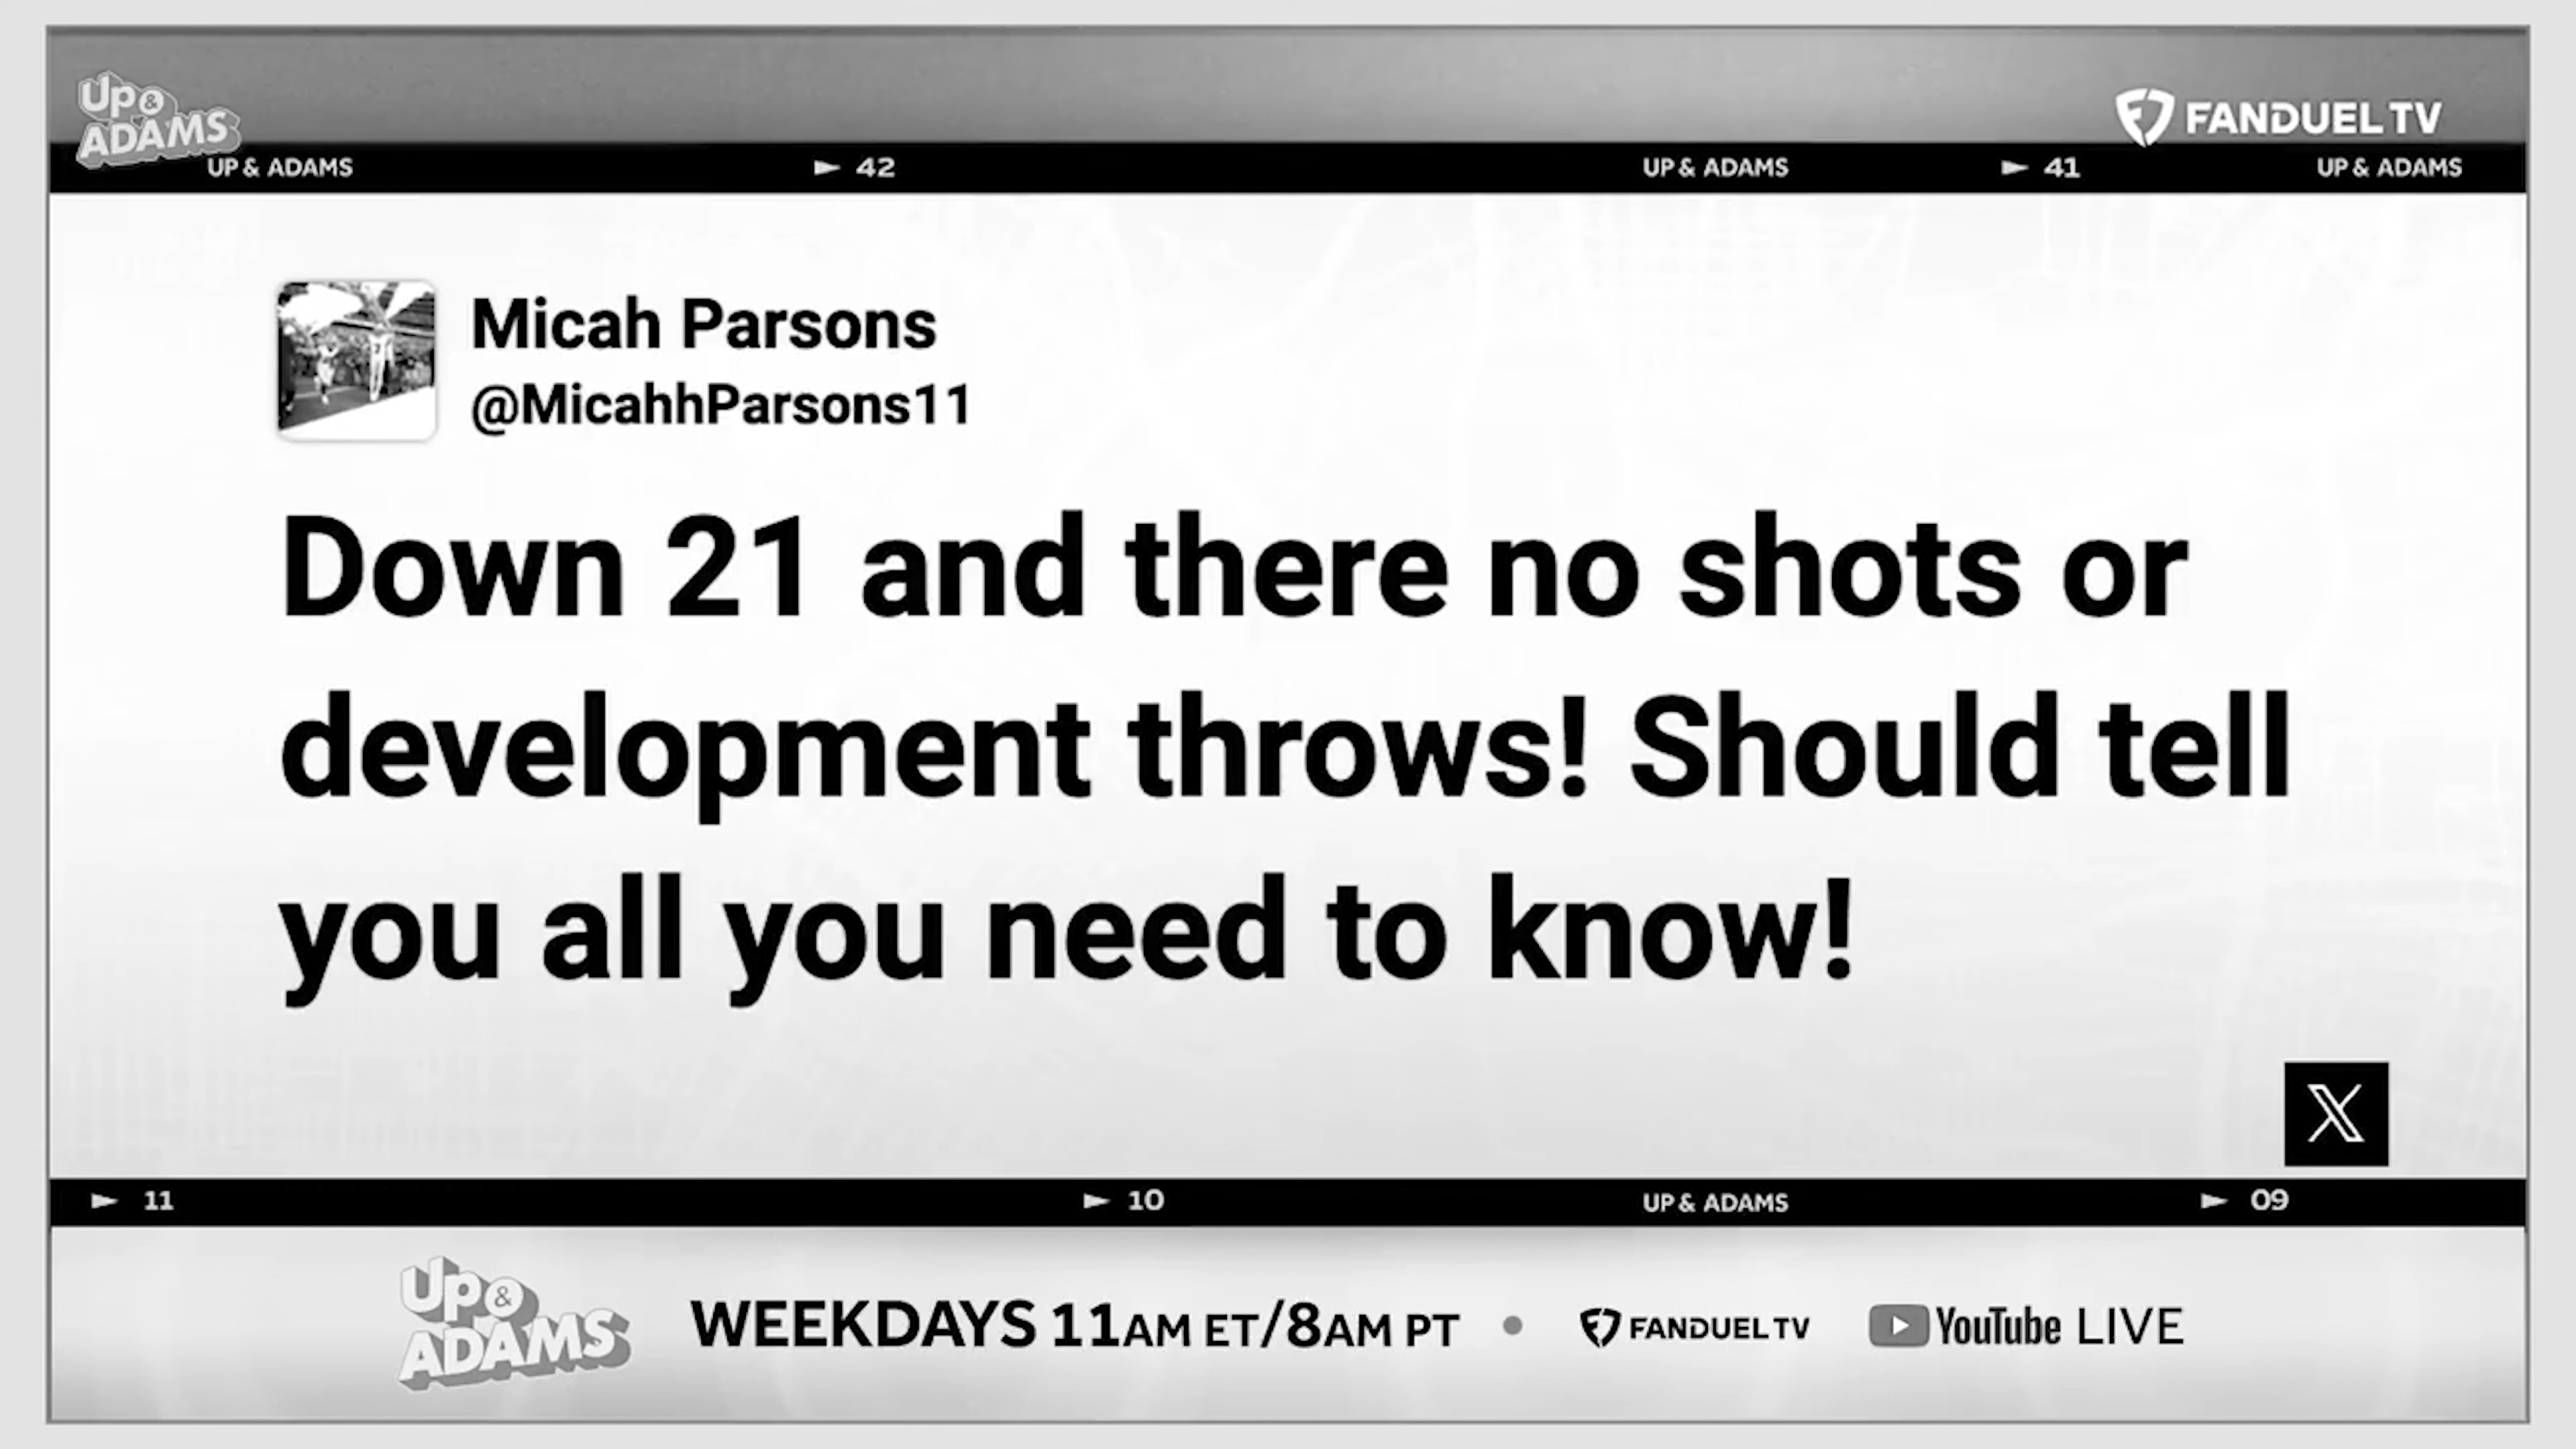 Up & ADAMS
FANDUEL TV
UP & ADAMS ► 42 UP & ADAMS ► 41 UP & ADAMS
Micah Parsons
@MicahhParsons11
Down 21 and there no shots or
development throws! Should tell
you all you need to know!
X
► 11 ► 10 UP & ADAMS ► 09
Up & ADAMS WEEKDAYS 11AM ET/8AM PT • FANDUEL TV YouTube LIVE